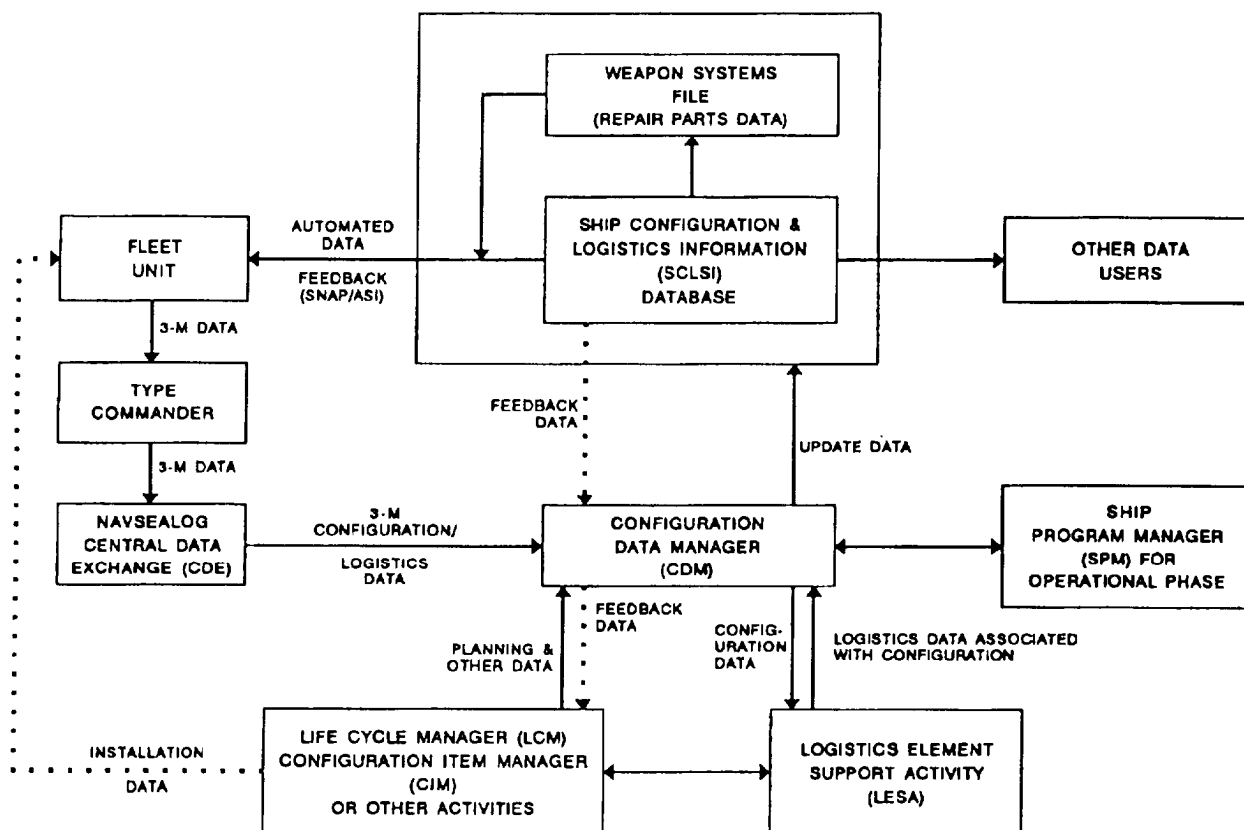 WEAPON SYSTEMS
FILE
(REPAIR PARTS DATA)
SHIP CONFIGURATION &
LOGISTICS INFORMATION
(SCLSI)
DATABASE
AUTOMATED
DATA
FEEDBACK
(SNAP/ASI)
FLEET
UNIT
OTHER DATA
USERS
3-M DATA
TYPE
COMMANDER
3-M DATA
FEEDBACK
DATA
UPDATE DATA
NAVSEALOG
CENTRAL DATA
EXCHANGE (CDE)
3-M
CONFIGURATION/
LOGISTICS
DATA
CONFIGURATION
DATA MANAGER
(CDM)
SHIP
PROGRAM MANAGER
(SPM) FOR
OPERATIONAL PHASE
PLANNING &
OTHER DATA
FEEDBACK
DATA
CONFIG-
URATION
DATA
LOGISTICS DATA ASSOCIATED
WITH CONFIGURATION
INSTALLATION
DATA
LIFE CYCLE MANAGER (LCM)
CONFIGURATION ITEM MANAGER
(CIM)
OR OTHER ACTIVITIES
LOGISTICS ELEMENT
SUPPORT ACTIVITY
(LESA)